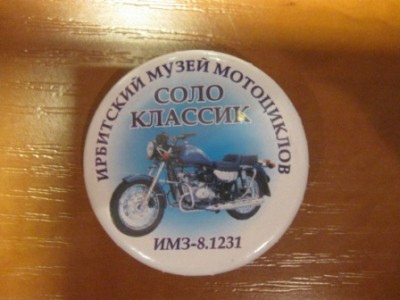 ИРБИТСКИЙ МУЗЕЙ МОТОЦИКЛОВ
СОЛО
КЛАССИК
ИМЗ-8.1231